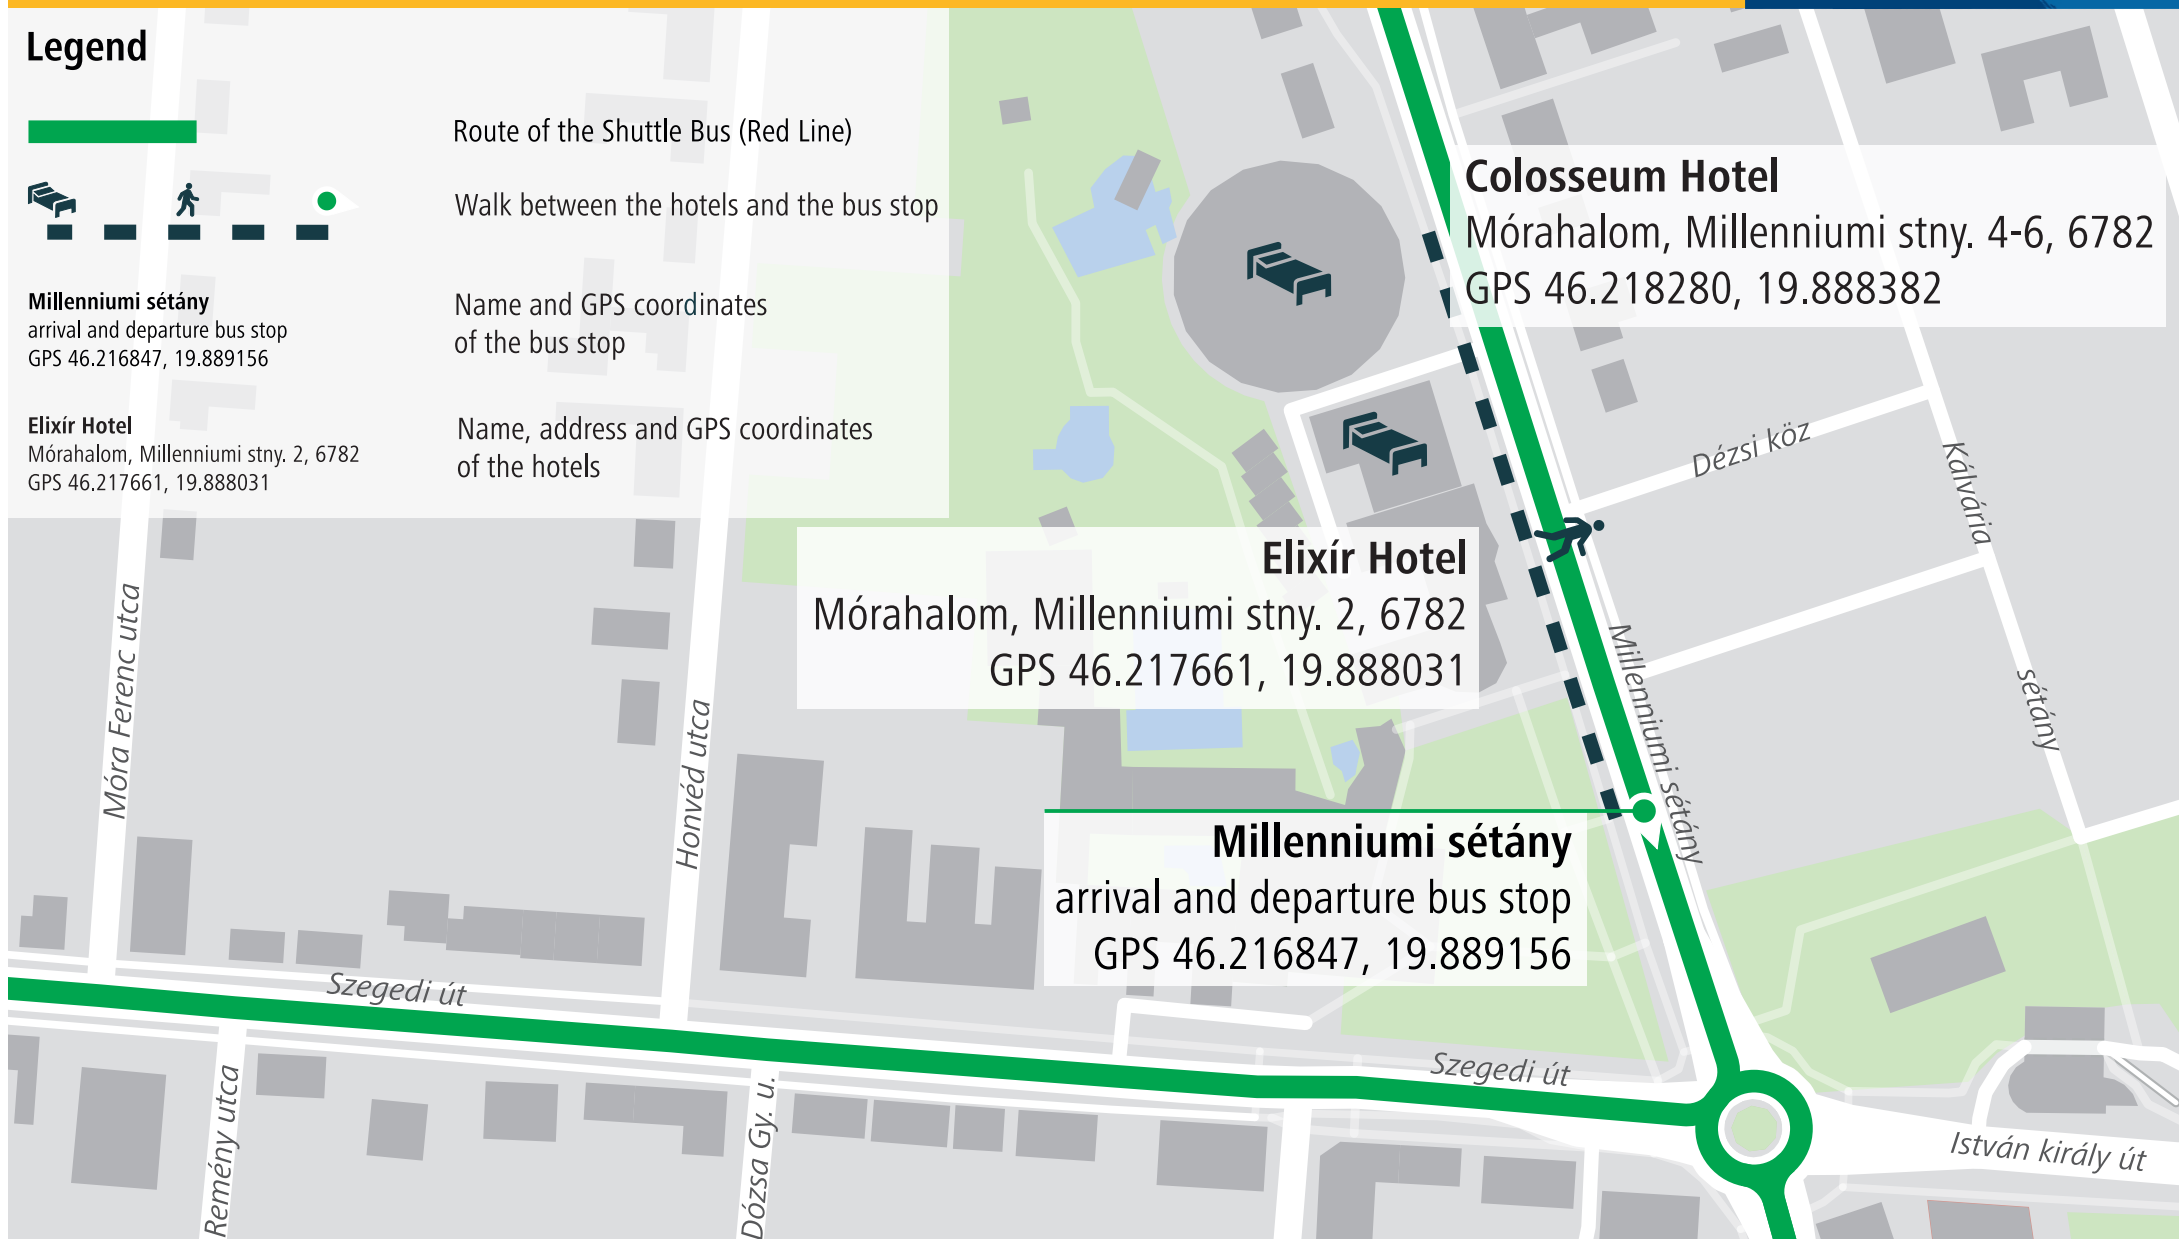 Legend
Route of the Shuttle Bus (Red Line)
Walk between the hotels and the bus stop
Millenniumi sétány
arrival and departure bus stop
GPS 46.216847, 19.889156
Name and GPS coordinates
of the bus stop
Elixír Hotel
Mórahalom, Millenniumi stny. 2, 6782
GPS 46.217661, 19.888031
Name, address and GPS coordinates
of the hotels
Colosseum Hotel
Mórahalom, Millenniumi stny. 4-6, 6782
GPS 46.218280, 19.888382
Dézsi köz
Kálvária
sétány
Elixír Hotel
Mórahalom, Millenniumi stny. 2, 6782
GPS 46.217661, 19.888031
Millenniumi sétány
Móra Ferenc utca
Honvéd utca
Millenniumi sétány
arrival and departure bus stop
GPS 46.216847, 19.889156
Szegedi út
Szegedi út
Remény utca
Dózsa Gy. u.
István király út